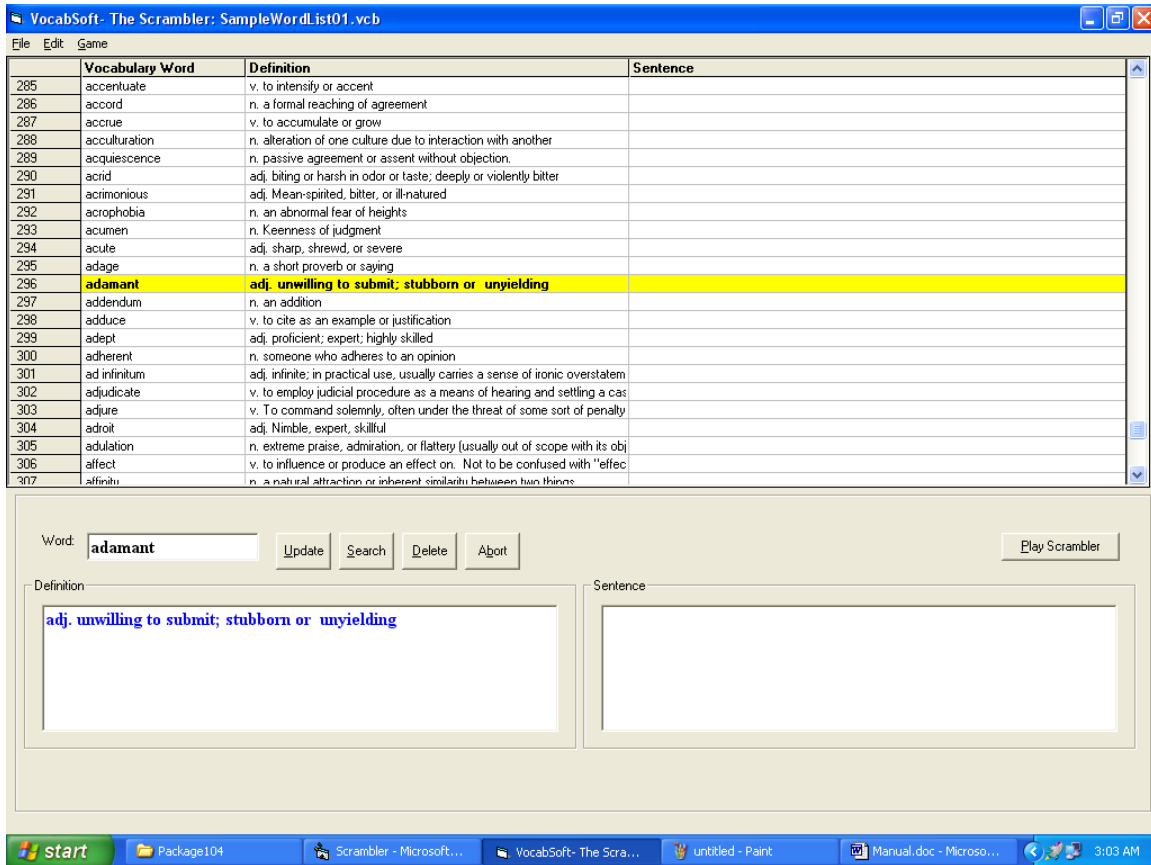 VocabSoft- The Scrambler: SampleWordList01.vcb
File Edit Game
Vocabulary Word Definition Sentence
285 accentuate v. to intensify or accent
286 accord n. a formal reaching of agreement
287 accrue v. to accumulate or grow
288 acculturation n. alteration of one culture due to interaction with another
289 acquiescence n. passive agreement or assent without objection.
290 acrid adj. biting or harsh in odor or taste; deeply or violently bitter
291 acrimonious adj. Mean-spirited, bitter, or ill-natured
292 acrophobia n. an abnormal fear of heights
293 acumen n. Keenness of judgment
294 acute adj. sharp, shrewd, or severe
295 adage n. a short proverb or saying
296 adamant adj. unwilling to submit; stubborn or  unyielding
297 addendum n. an addition
298 adduce v. to cite as an example or justification
299 adept adj. proficient; expert; highly skilled
300 adherent n. someone who adheres to an opinion
301 ad infinitum adj. infinite; in practical use, usually carries a sense of ironic overstatem
302 adjudicate v. to employ judicial procedure as a means of hearing and settling a cas
303 adjure v. To command solemnly, often under the threat of some sort of penalty
304 adroit adj. Nimble, expert, skillful
305 adulation n. extreme praise, admiration, or flattery (usually out of scope with its obj
306 affect v. to influence or produce an effect on.  Not to be confused with "effec
307 affinity n. a natural attraction or inherent similarity between two things
Word: adamant Update Search Delete Abort Play Scrambler
Definition Sentence
adj. unwilling to submit; stubborn or  unyielding
start Package104 Scrambler - Microsoft... VocabSoft- The Scra... untitled - Paint Manual.doc - Microso... 3:03 AM